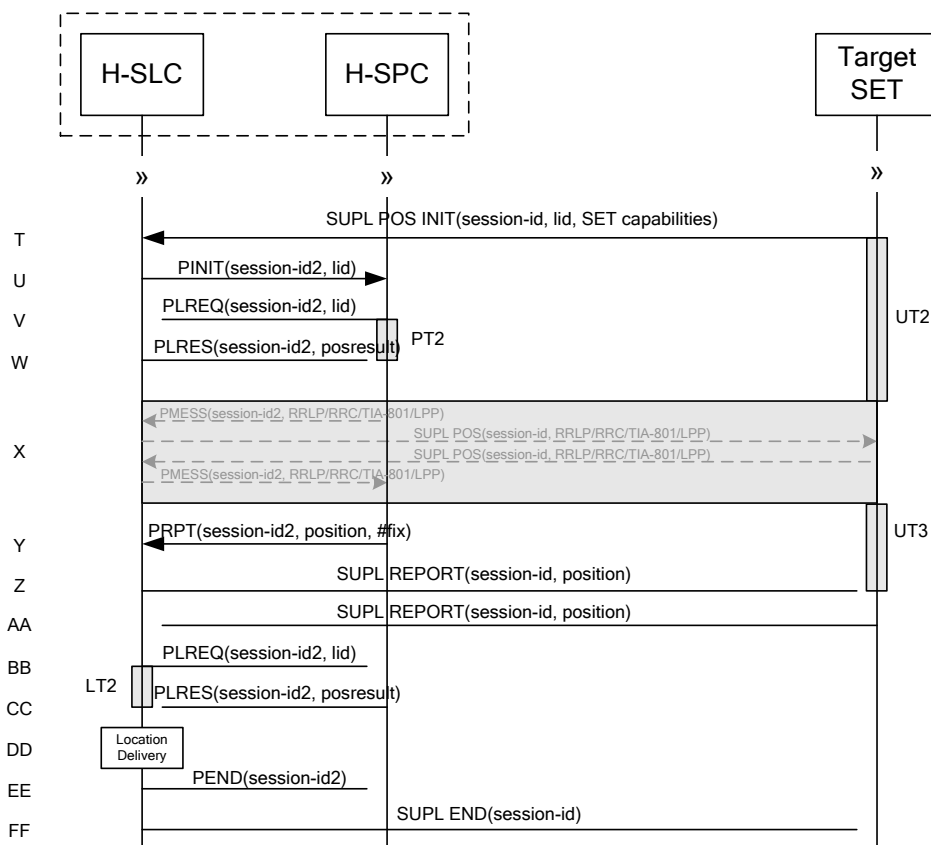 H-SLC
H-SPC
Target
SET
»
»
»
T
SUPL POS INIT(session-id, lid, SET capabilities)
U
PINIT(session-id2, lid)
V
PLREQ(session-id2, lid)
PT2
UT2
W
PLRES(session-id2, posresult)
X
PMESS(session-id2, RRLP/RRC/TIA-801/LPP)
SUPL POS(session-id, RRLP/RRC/TIA-801/LPP)
SUPL POS(session-id, RRLP/RRC/TIA-801/LPP)
PMESS(session-id2, RRLP/RRC/TIA-801/LPP)
Y
PRPT(session-id2, position, #fix)
UT3
Z
SUPL REPORT(session-id, position)
AA
SUPL REPORT(session-id, position)
BB
PLREQ(session-id2, lid)
LT2
CC
PLRES(session-id2, posresult)
DD
Location
Delivery
EE
PEND(session-id2)
FF
SUPL END(session-id)